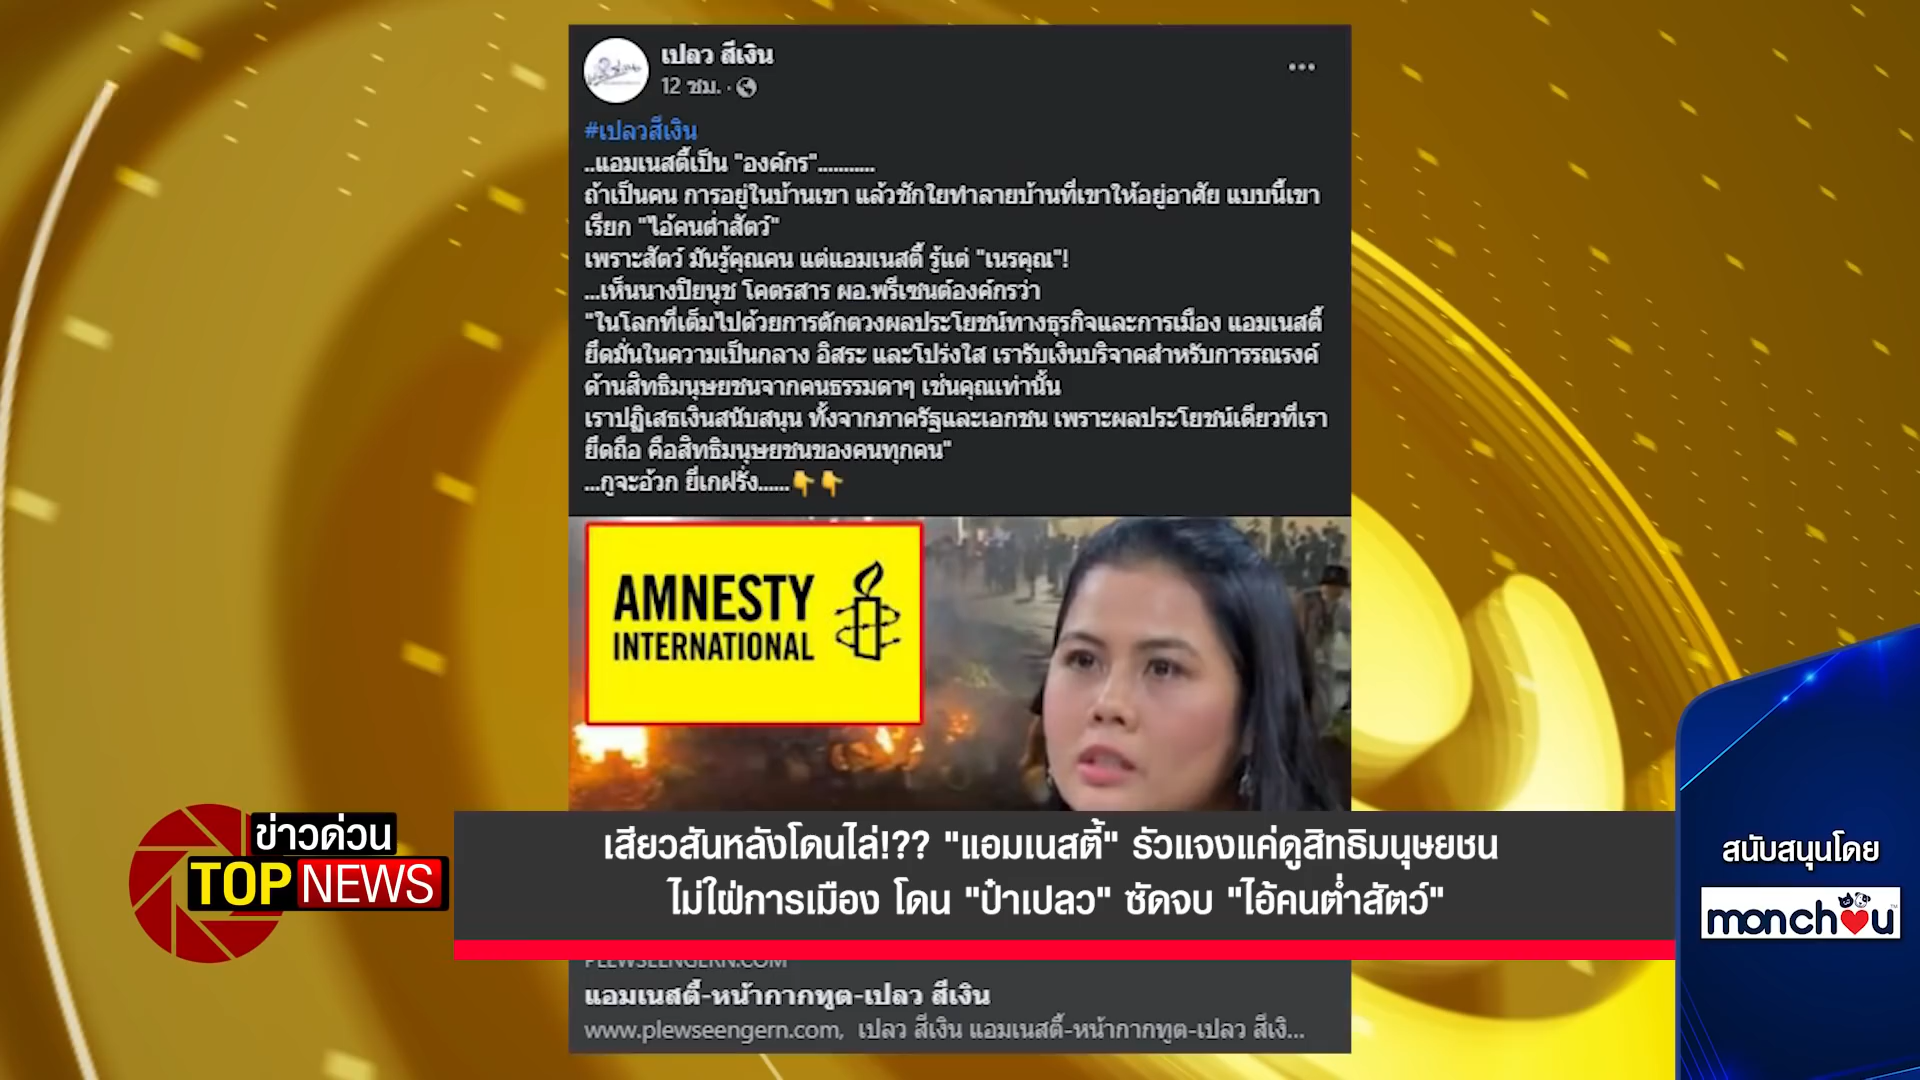 เปลว สีเงิน
12 ชม.
#เปลวสีเงิน
..แอมเนสตี้เป็น "องค์กร"...........
ถ้าเป็นคน การอยู่ในบ้านเขา แล้วชักใยทำลายบ้านที่เขาให้อยู่อาศัย แบบนี้เขา
เรียก "ไอ้คนต่ำสัตว์"
เพราะสัตว์ มันรู้คุณคน แต่แอมเนสตี้ รู้แต่ "เนรคุณ"!
...เห็นนางปิยนุช โคตรสาร ผอ.พรีเซนต์องค์กรว่า
"ในโลกที่เต็มไปด้วยการตักตวงผลประโยชน์ทางธุรกิจและการเมือง แอมเนสตี้
ยึดมั่นในความเป็นกลาง อิสระ และโปร่งใส เรารับเงินบริจาคสำหรับการรณรงค์
ด้านสิทธิมนุษยชนจากคนธรรมดาๆ เช่นคุณเท่านั้น
เราปฏิเสธเงินสนับสนุน ทั้งจากภาครัฐและเอกชน เพราะผลประโยชน์เดียวที่เรา
ยึดถือ คือสิทธิมนุษยชนของคนทุกคน"
...กูจะอ้วก ยี่เกฝรั่ง......👇👇
AMNESTY
INTERNATIONAL
ข่าวด่วน
TOP NEWS
เสียวสันหลังโดนไล่!?? "แอมเนสตี้" รัวแจงแค่ดูสิทธิมนุษยชน
ไม่ใฝ่การเมือง โดน "ป๋าเปลว" ซัดจบ "ไอ้คนต่ำสัตว์"
สนับสนุนโดย
monchou
PLEWSEENGERN.COM
แอมเนสตี้-หน้ากากทูต-เปลว สีเงิน
www.plewseengern.com, เปลว สีเงิน แอมเนสตี้-หน้ากากทูต-เปลว สีเงิ...